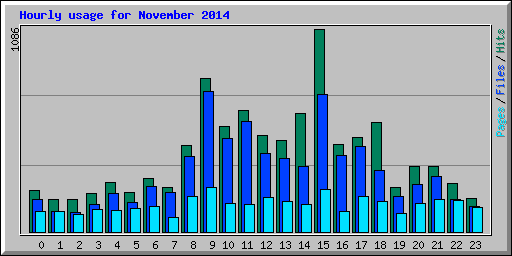 Hourly usage for November 2014
1086
Pages/Files/Hits
0 1 2 3 4 5 6 7 8 9 10 11 12 13 14 15 16 17 18 19 20 21 22 23